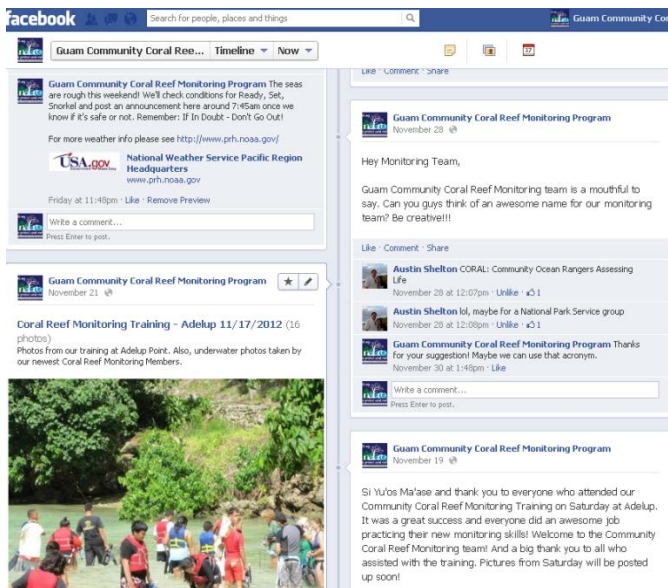 facebook
Search for people, places and things
Guam Community Co
Guam Community Coral Ree...
Timeline
Now
17
Guam Community Coral Reef Monitoring Program The seas
are rough this weekend! We'll check conditions for Ready, Set,
Snorkel and post an announcement here around 7:45am once we
know if it's safe or not. Remember: If In Doubt - Don't Go Out!
For more weather info please see http://www.prh.noaa.gov/
USA.gov
National Weather Service Pacific Region
Headquarters
www.prh.noaa.gov
Friday at 11:48pm · Like · Remove Preview
Write a comment...
Press Enter to post.
Guam Community Coral Reef Monitoring Program
November 21
Coral Reef Monitoring Training - Adelup 11/17/2012 (16
photos)
Photos from our training at Adelup Point. Also, underwater photos taken by
our newest Coral Reef Monitoring Members.
Like · Comment · Share
Guam Community Coral Reef Monitoring Program
November 28
Hey Monitoring Team,
Guam Community Coral Reef Monitoring team is a mouthful to
say. Can you guys think of an awesome name for our monitoring
team? Be creative!!!
Like · Comment · Share
Austin Shelton CORAL: Community Ocean Rangers Assessing
Life
November 28 at 12:07pm · Unlike · 1
Austin Shelton lol, maybe for a National Park Service group
November 28 at 12:08pm · Unlike · 1
Guam Community Coral Reef Monitoring Program Thanks
for your suggestion! Maybe we can use that acronym.
November 30 at 1:48pm · Like
Write a comment...
Press Enter to post.
Guam Community Coral Reef Monitoring Program
November 19
Si Yu'os Ma'ase and thank you to everyone who attended our
Community Coral Reef Monitoring Training on Saturday at Adelup.
It was a great success and everyone did an awesome job
practicing their new monitoring skills! Welcome to the Community
Coral Reef Monitoring team! And a big thank you to all who
assisted with the training. Pictures from Saturday will be posted
up soon!